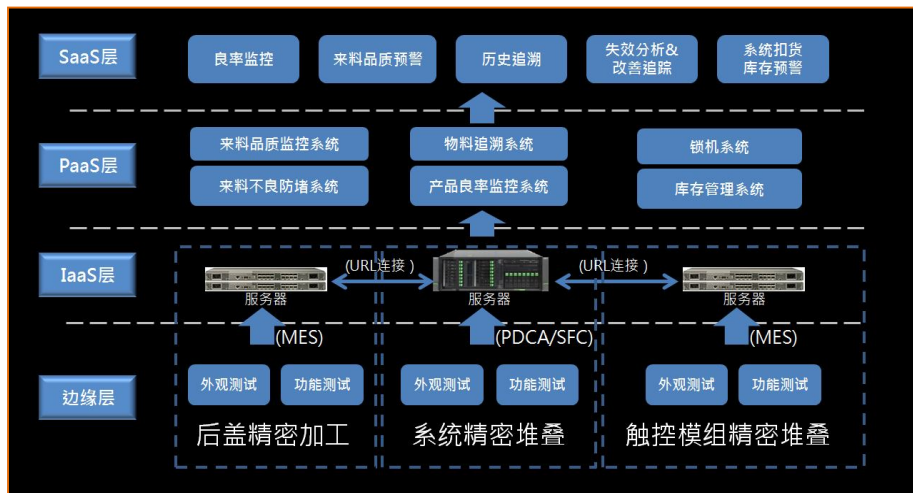 SaaS层
良率监控
来料品质预警
历史追溯
失效分析&
改善追踪
系统扣货
库存预警
PaaS层
来料品质监控系统
物料追溯系统
锁机系统
来料不良防堵系统
产品良率监控系统
库存管理系统
IaaS层
(URL连接 )
(URL连接 )
服务器
服务器
服务器
(MES)
(PDCA/SFC)
(MES)
边缘层
外观测试
功能测试
外观测试
功能测试
外观测试
功能测试
后盖精密加工
系统精密堆叠
触控模组精密堆叠